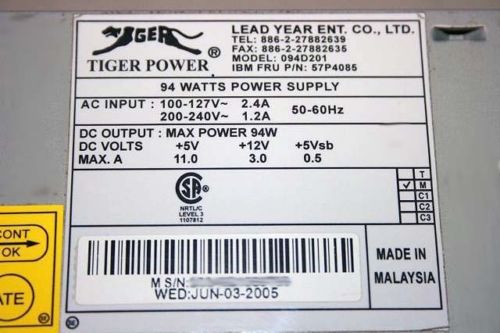 TIGER
TIGER POWER ®
LEAD YEAR ENT. CO., LTD.
TEL: 886-2-27882639
FAX: 886-2-27882635
MODEL: 094D201
IBM FRU P/N: 57P4085
94 WATTS POWER SUPPLY
AC INPUT : 100-127V~ 2.4A 50-60Hz
200-240V~ 1.2A
DC OUTPUT : MAX POWER 94W
DC VOLTS +5V +12V +5Vsb
MAX. A 11.0 3.0 0.5
SA ®
NRTL/C
LEVEL 3
1107812
T
M
C1
C2
C3
CONT
OK
ATE
M S/N:
WED:JUN-03-2005
MADE IN
MALAYSIA